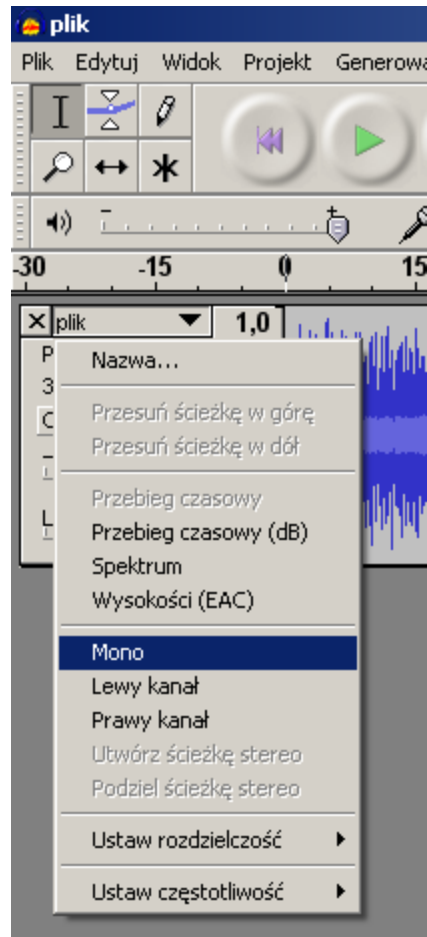 plik
Plik Edytuj Widok Projekt Generowa
-30 -15 0 15
plik 1,0
P
Nazwa...
3
Przesuń ścieżkę w górę
Przesuń ścieżkę w dół
Przebieg czasowy
L
Przebieg czasowy (dB)
Spektrum
Wysokości (EAC)
Mono
Lewy kanał
Prawy kanał
Utwórz ścieżkę stereo
Podziel ścieżkę stereo
Ustaw rozdzielczość
Ustaw częstotliwość